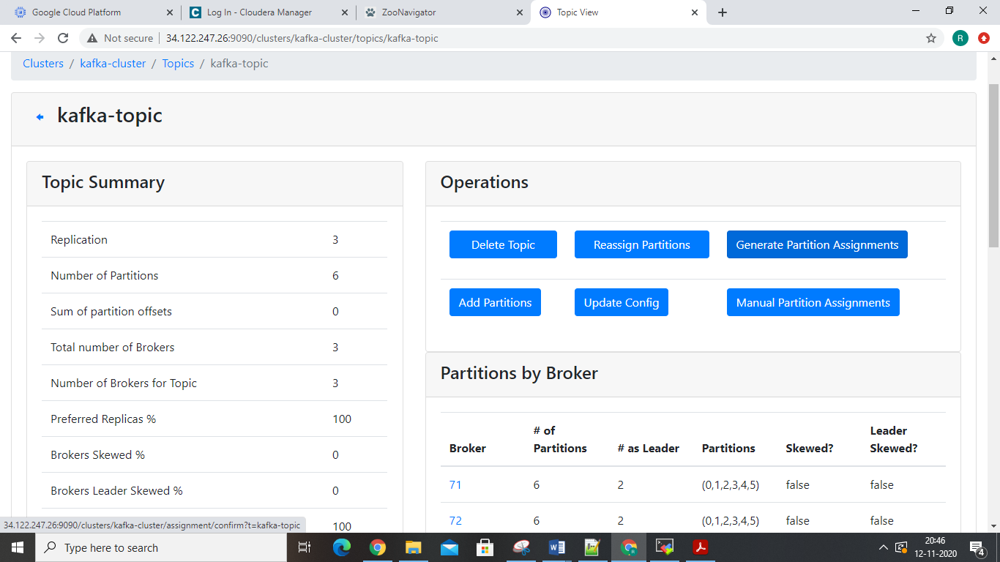 Google Cloud Platform
Log In - Cloudera Manager
ZooNavigator
Topic View
Not secure
34.122.247.26:9090/clusters/kafka-cluster/topics/kafka-topic
R
Clusters / kafka-cluster / Topics / kafka-topic
kafka-topic
Topic Summary
Replication 3
Number of Partitions 6
Sum of partition offsets 0
Total number of Brokers 3
Number of Brokers for Topic 3
Preferred Replicas % 100
Brokers Skewed % 0
Brokers Leader Skewed % 0
100
Operations
Delete Topic Reassign Partitions Generate Partition Assignments
Add Partitions Update Config Manual Partition Assignments
Partitions by Broker
Broker # of Partitions # as Leader Partitions Skewed? Leader Skewed?
71 6 2 (0,1,2,3,4,5) false false
72 6 2 (0,1,2,3,4,5) false false
34.122.247.26:9090/clusters/kafka-cluster/assignment/confirm?t=kafka-topic
Type here to search
20:46
12-11-2020
4